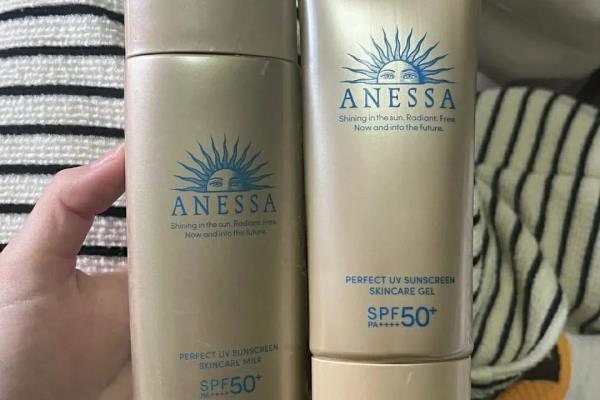 ANESSA
Shining in the sun. Radiant. Free.
Now and into the future.
PERFECT UV SUNSCREEN
SKINCARE MILK
SPF50+
PA++++
ANESSA
Shining in the sun. Radiant. Free.
Now and into the future.
PERFECT UV SUNSCREEN
SKINCARE GEL
SPF50+
PA++++